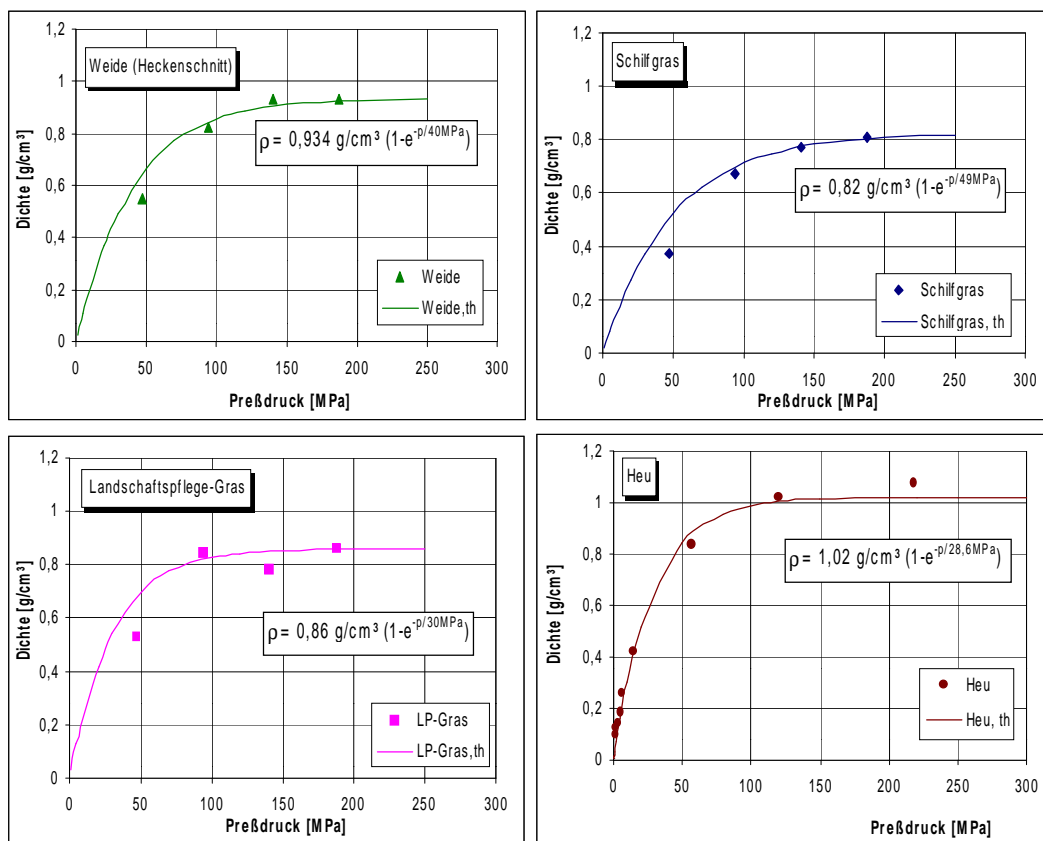 1,2
1
0,8
0,6
0,4
0,2
0
Dichte [g/cm³]
Weide (Heckenschnitt)
ρ = 0,934 g/cm³ (1-e^-p/40MPa)
Weide
Weide,th
0 50 100 150 200 250 300
Preßdruck [MPa]
1,2
1
0,8
0,6
0,4
0,2
0
Dichte [g/cm³]
Schilfgras
ρ = 0,82 g/cm³ (1-e^-p/49MPa)
Schilfgras
Schilfgras, th
0 50 100 150 200 250 300
Preßdruck [MPa]
1,2
1
0,8
0,6
0,4
0,2
0
Dichte [g/cm³]
Landschaftspflege-Gras
ρ = 0,86 g/cm³ (1-e^-p/30MPa)
LP-Gras
LP-Gras,th
0 50 100 150 200 250 300
Preßdruck [MPa]
1,2
1
0,8
0,6
0,4
0,2
0
Dichte [g/cm³]
Heu
ρ = 1,02 g/cm³ (1-e^-p/28,6MPa)
Heu
Heu, th
0 50 100 150 200 250 300
Preßdruck [MPa]